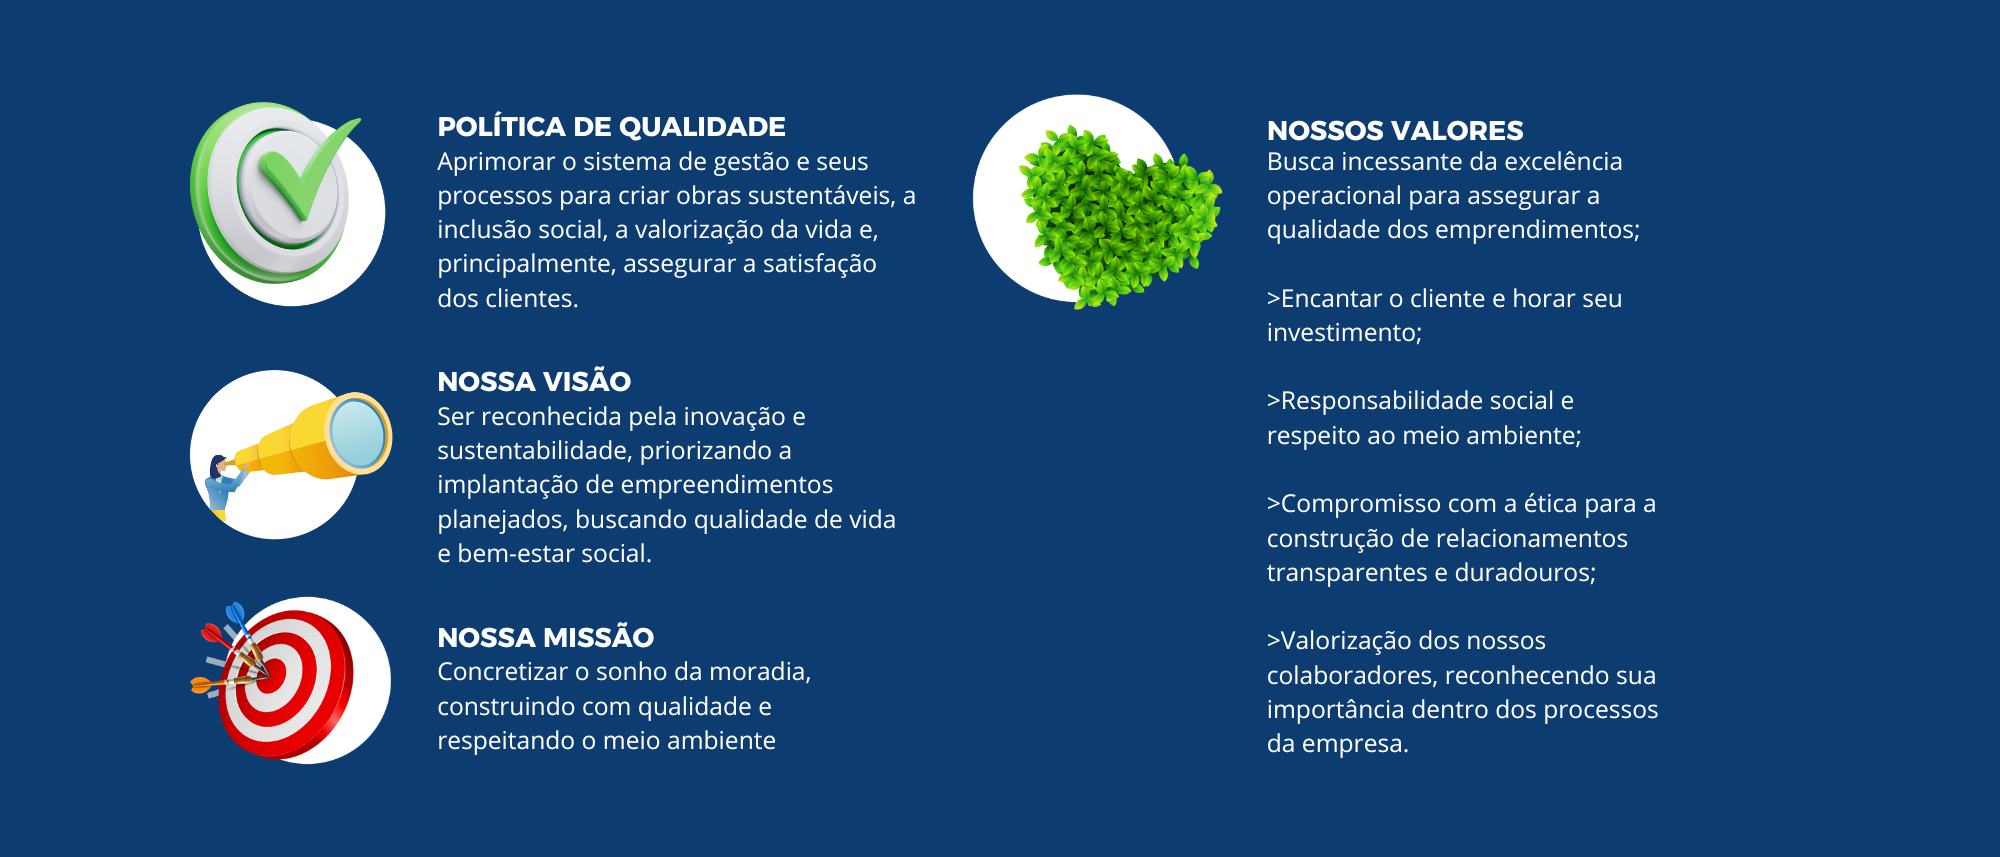 POLÍTICA DE QUALIDADE
Aprimorar o sistema de gestão e seus
processos para criar obras sustentáveis, a
inclusão social, a valorização da vida e,
principalmente, assegurar a satisfação
dos clientes.
NOSSA VISÃO
Ser reconhecida pela inovação e
sustentabilidade, priorizando a
implantação de empreendimentos
planejados, buscando qualidade de vida
e bem-estar social.
NOSSA MISSÃO
Concretizar o sonho da moradia,
construindo com qualidade e
respeitando o meio ambiente
NOSSOS VALORES
Busca incessante da excelência
operacional para assegurar a
qualidade dos emprendimentos;
>Encantar o cliente e horar seu
investimento;
>Responsabilidade social e
respeito ao meio ambiente;
>Compromisso com a ética para a
construção de relacionamentos
transparentes e duradouros;
>Valorização dos nossos
colaboradores, reconhecendo sua
importância dentro dos processos
da empresa.